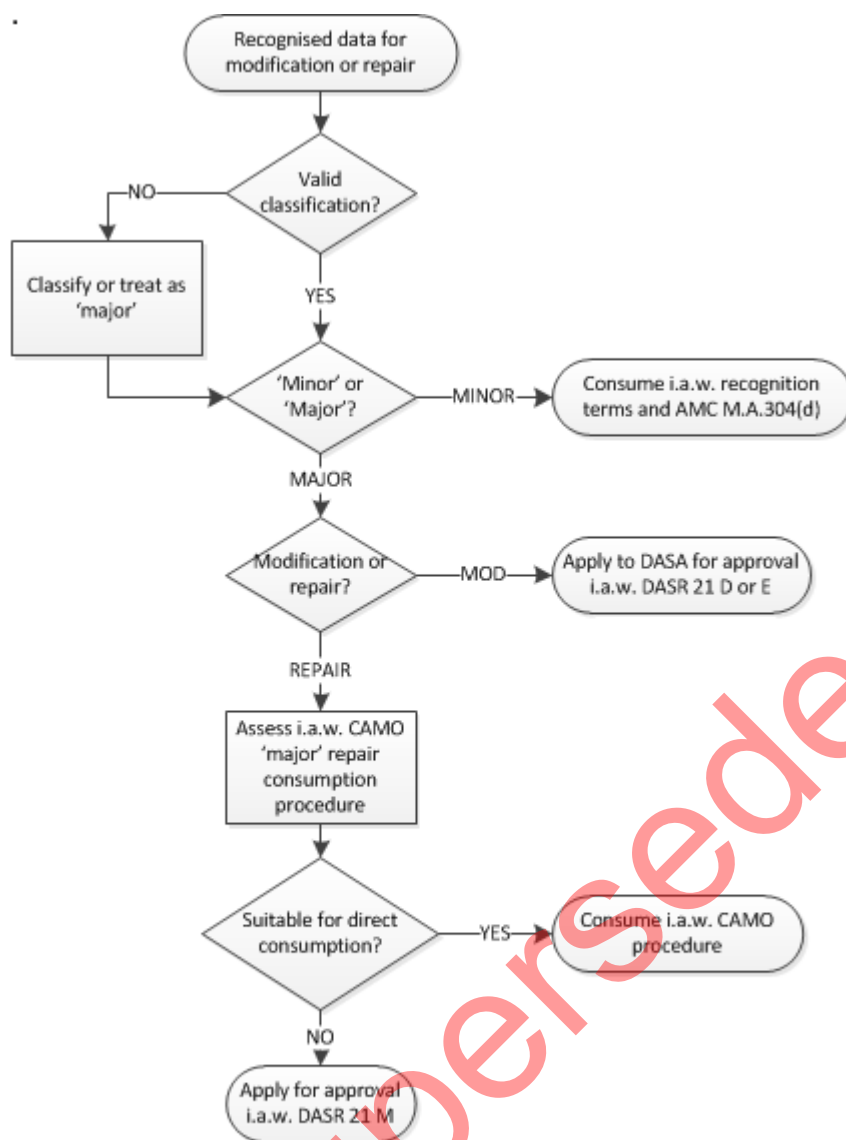 .
Recognised data for
modification or repair
Valid
classification?
NO
YES
Classify or treat as
‘major’
‘Minor’ or
‘Major’?
MINOR
Consume i.a.w. recognition
terms and AMC M.A.304(d)
MAJOR
Modification or
repair?
MOD
Apply to DASA for approval
i.a.w. DASR 21 D or E
REPAIR
Assess i.a.w. CAMO
‘major’ repair
consumption
procedure
Suitable for direct
consumption?
YES
Consume i.a.w. CAMO
procedure
NO
Apply for approval
i.a.w. DASR 21 M
persede